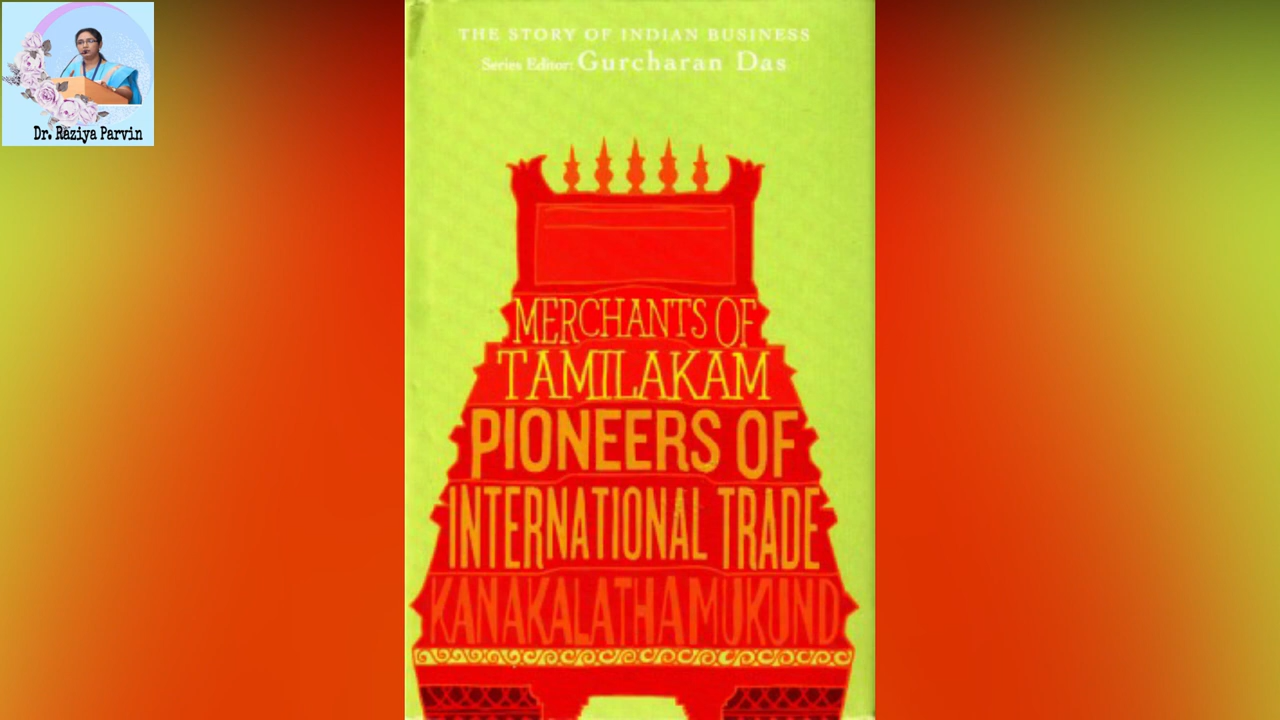 Dr. Raziya Parvin
THE STORY OF INDIAN BUSINESS
Series Editor: Gurcharan Das
MERCHANTS OF
TAMILAKAM
PIONEERS OF
INTERNATIONAL TRADE
KANAKALATHA MUKUND